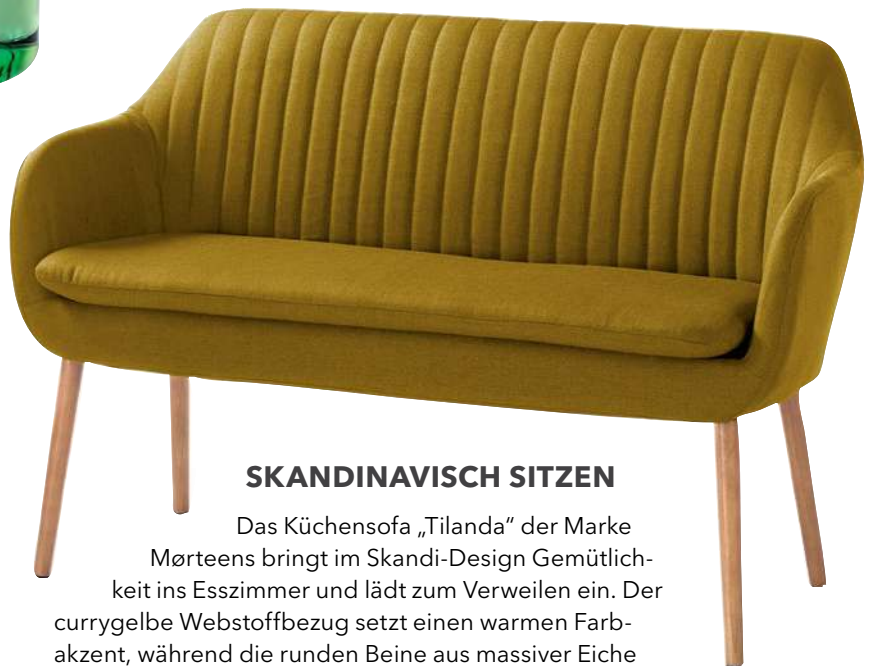 SKANDINAVISCH SITZEN
Das Küchensofa „Tilanda“ der Marke
Mørteens bringt im Skandi-Design Gemütlich-
keit ins Esszimmer und lädt zum Verweilen ein. Der
currygelbe Webstoffbezug setzt einen warmen Farb-
akzent, während die runden Beine aus massiver Eiche